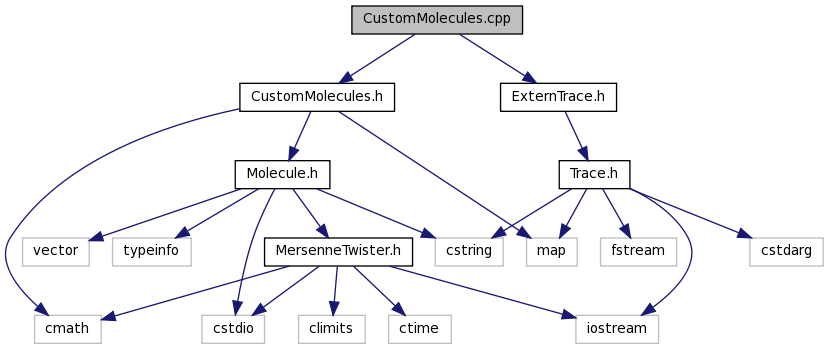 CustomMolecules.cpp
CustomMolecules.h
ExternTrace.h
Molecule.h
Trace.h
vector
typeinfo
MersenneTwister.h
cstring
map
fstream
cstdarg
cmath
cstdio
climits
ctime
iostream